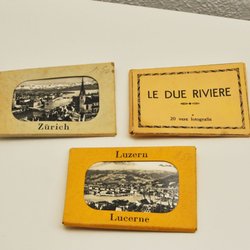 Zürich
LE DUE RIVIERE
20 vere fotografie
Luzern
Lucerne